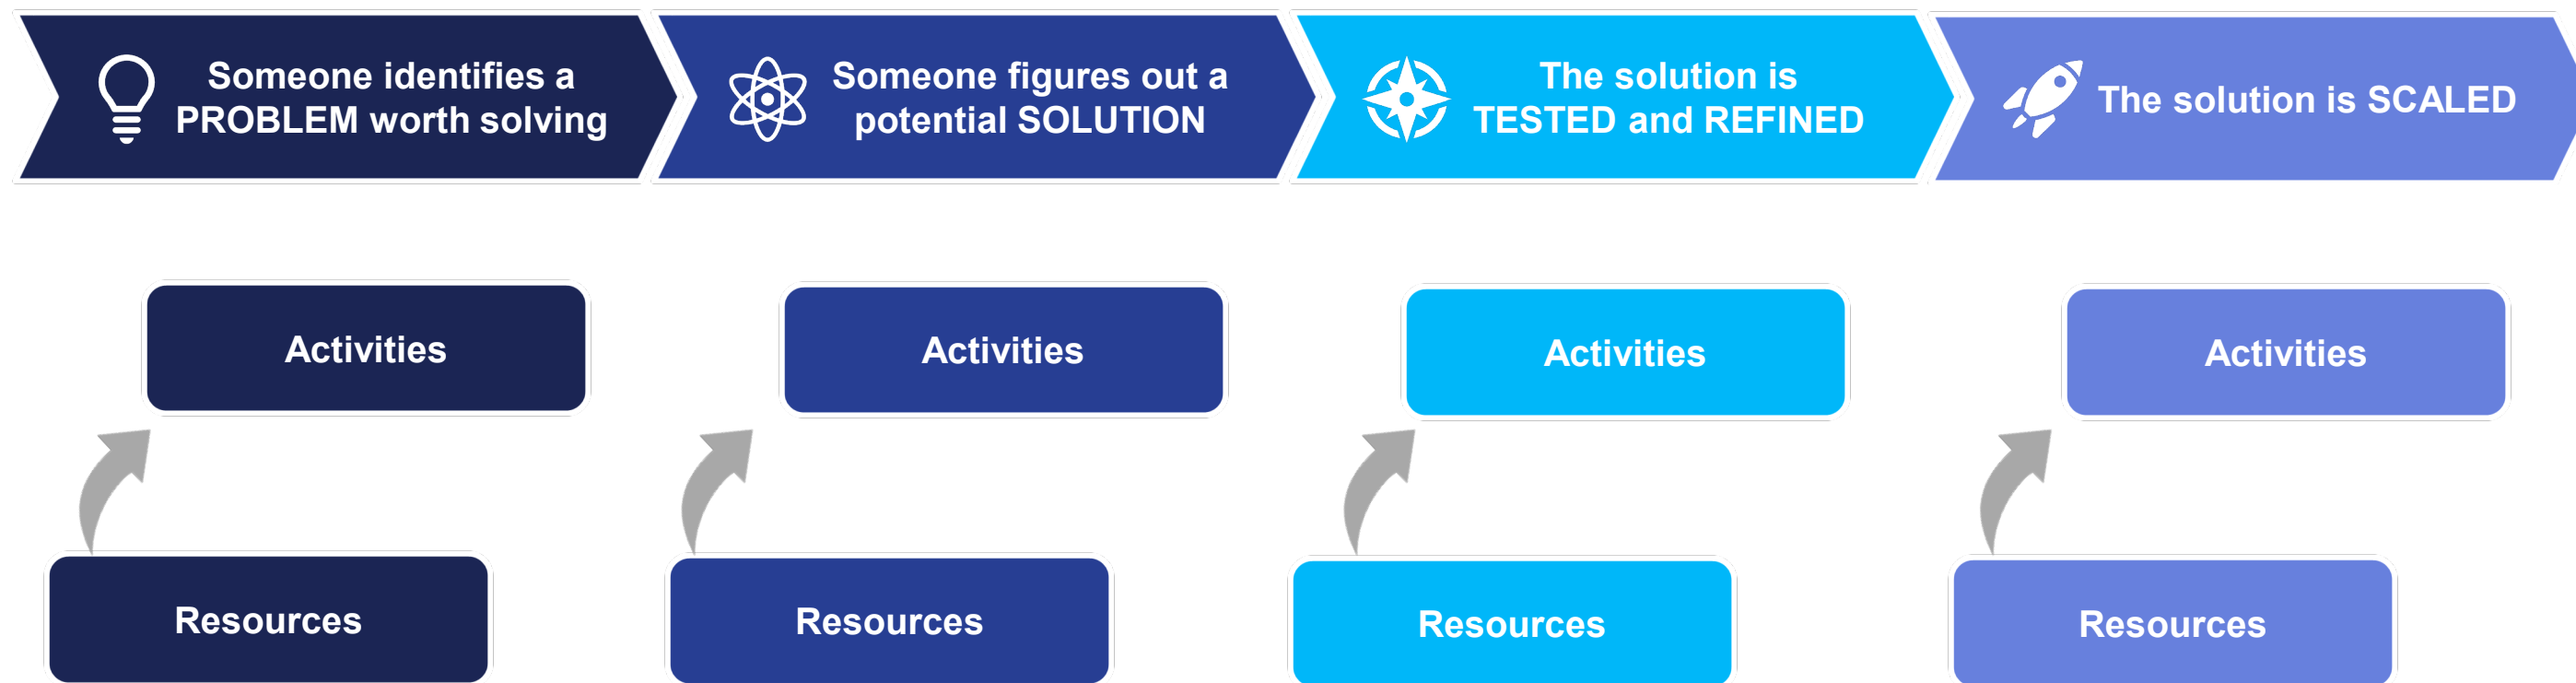 Someone identifies a
PROBLEM worth solving
Someone figures out a
potential SOLUTION
The solution is
TESTED and REFINED
The solution is SCALED
Activities
Activities
Activities
Activities
Resources
Resources
Resources
Resources